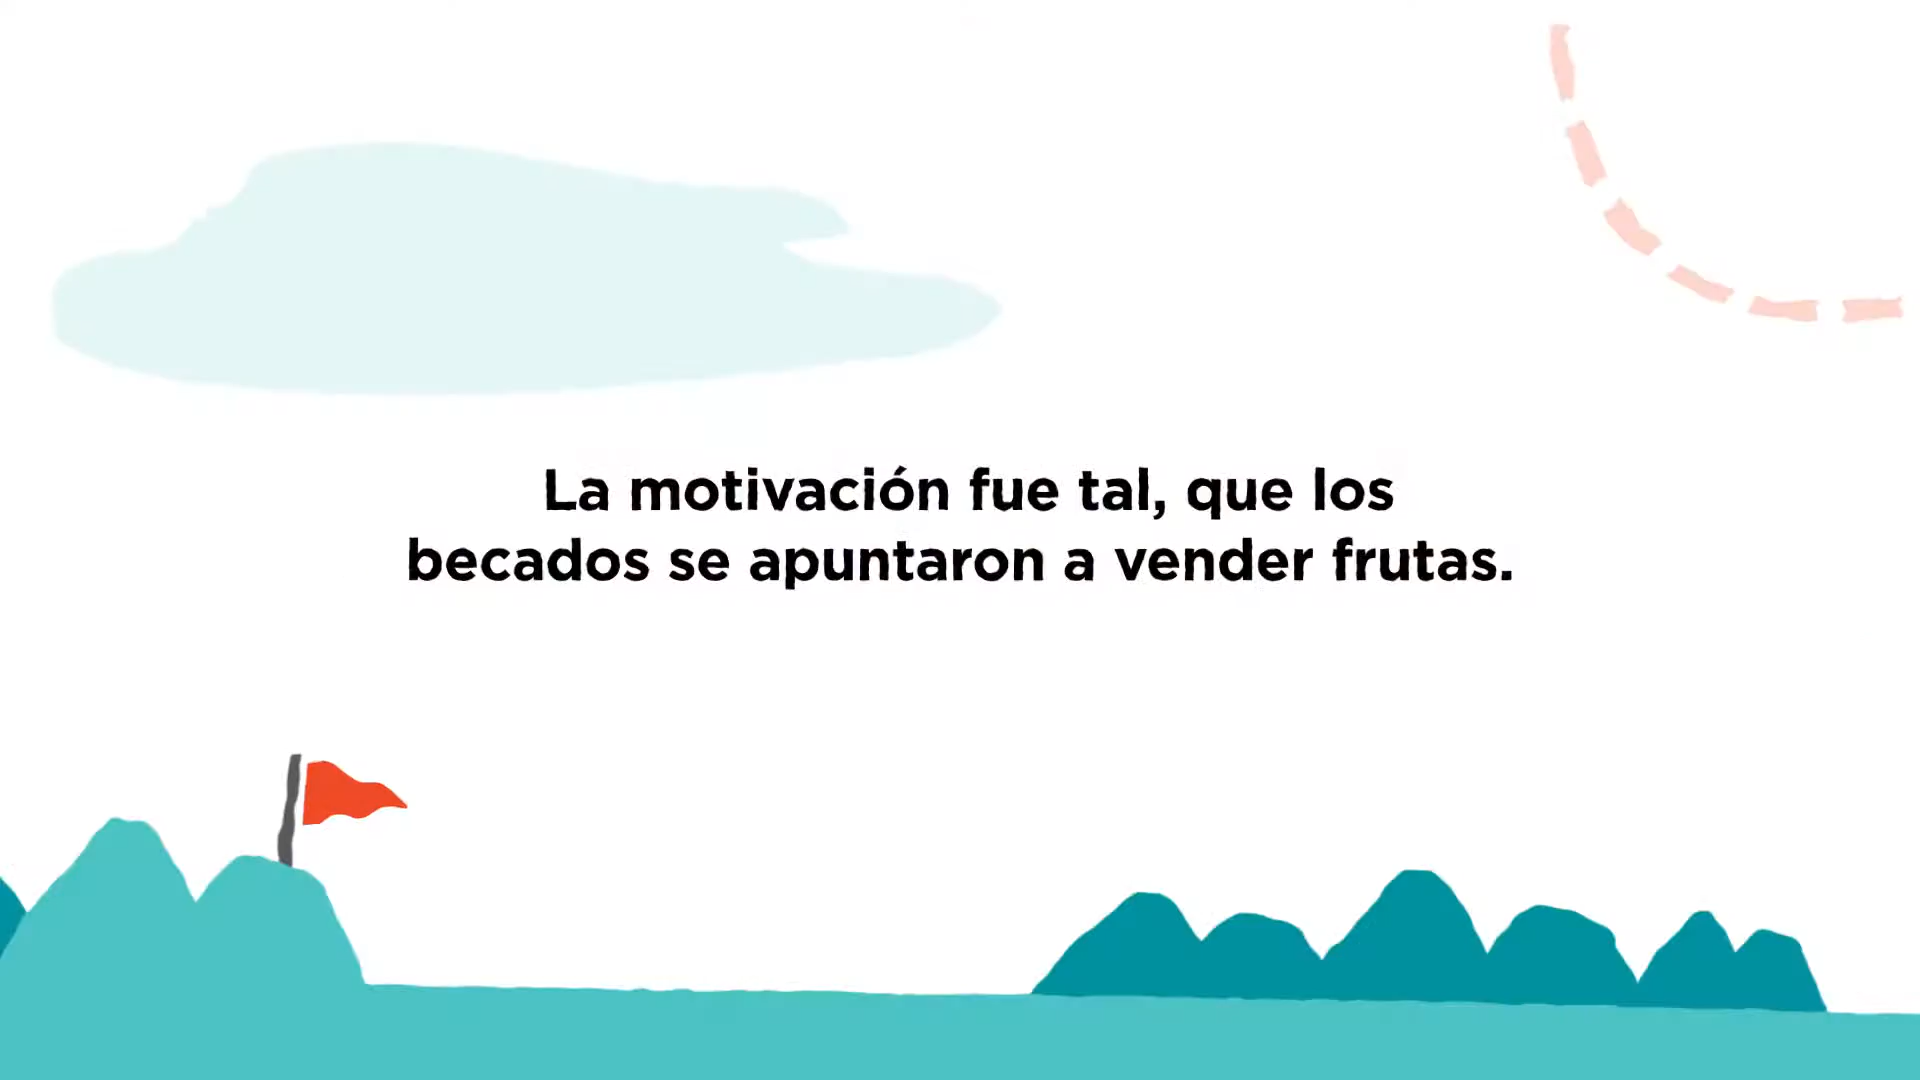 La motivación fue tal, que los
becados se apuntaron a vender frutas.